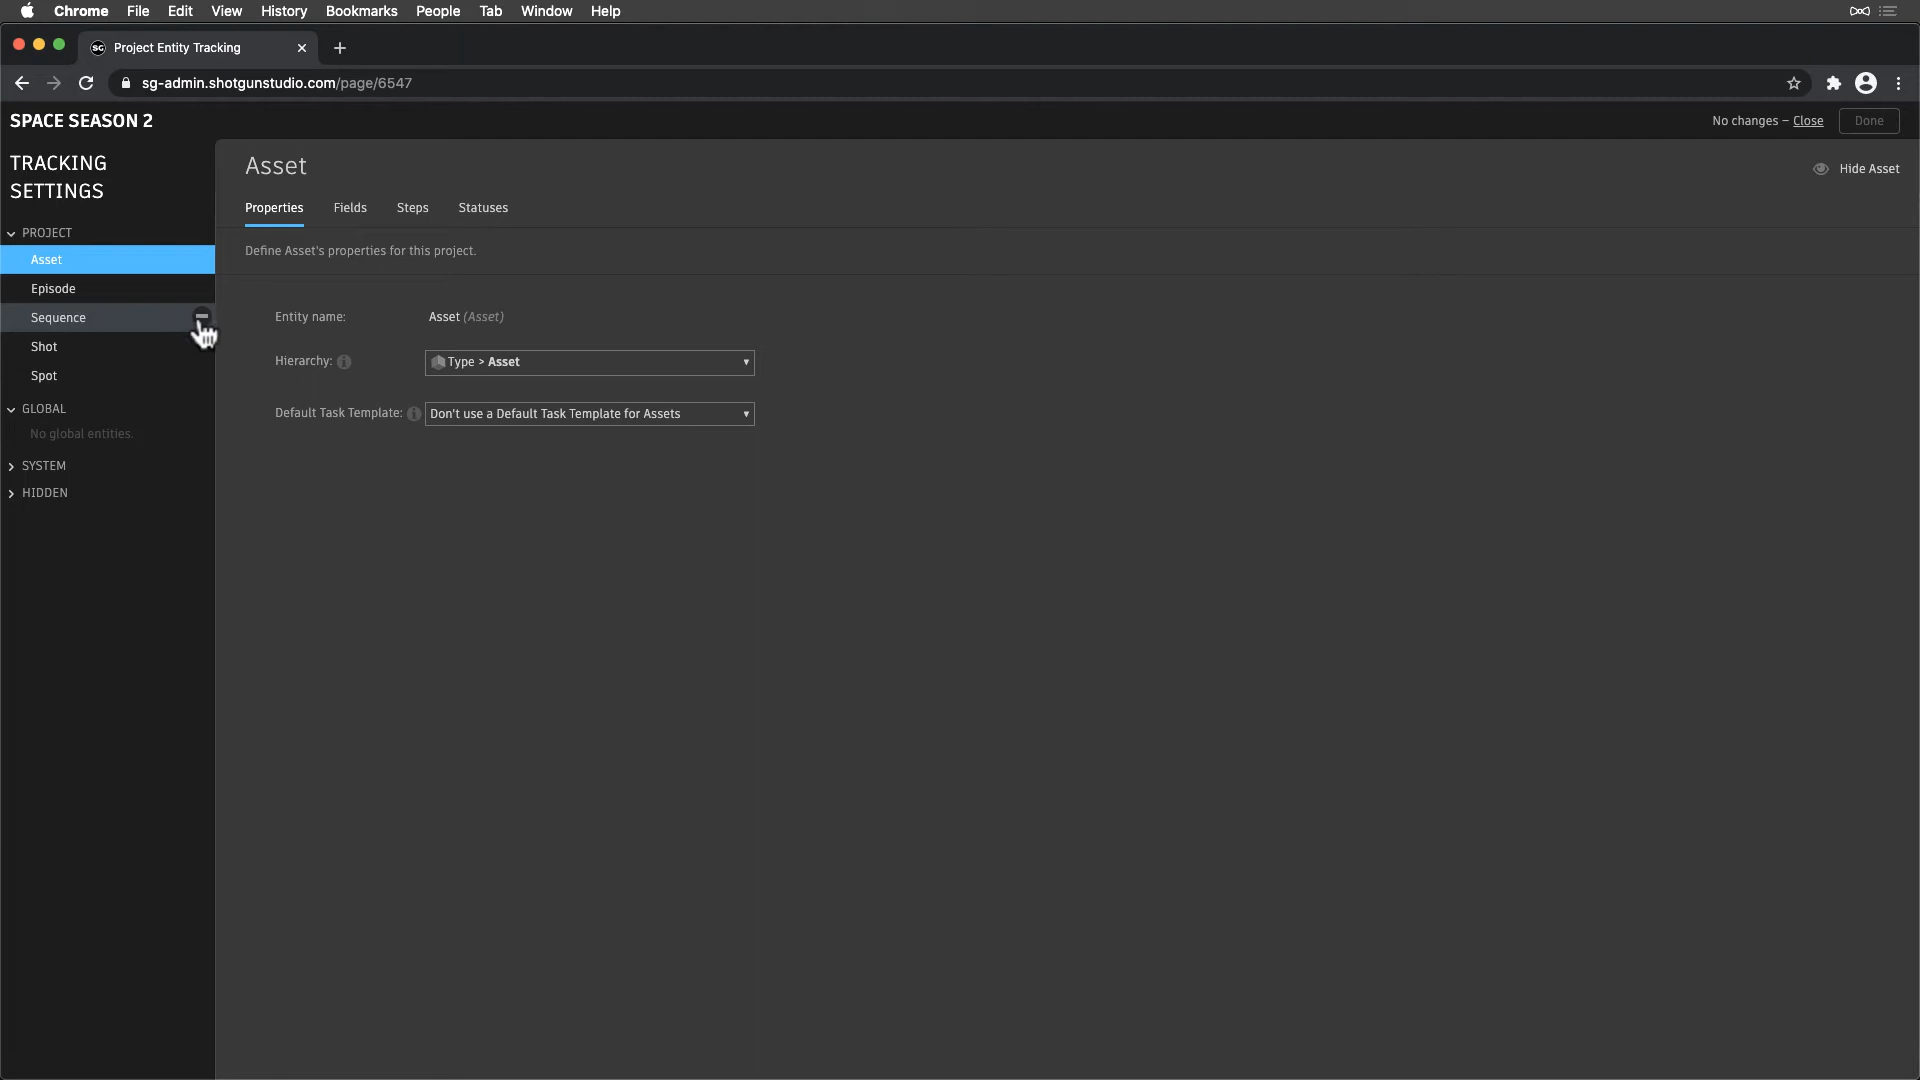 Chrome File Edit View History Bookmarks People Tab Window Help
SG Project Entity Tracking
sg-admin.shotgunstudio.com/page/6547
SPACE SEASON 2
No changes – Close
Done
TRACKING
SETTINGS
PROJECT
Asset
Episode
Sequence
Shot
Spot
GLOBAL
No global entities.
SYSTEM
HIDDEN
Asset
Hide Asset
Properties Fields Steps Statuses
Define Asset's properties for this project.
Entity name: Asset (Asset)
Hierarchy: Type > Asset
Default Task Template: Don't use a Default Task Template for Assets